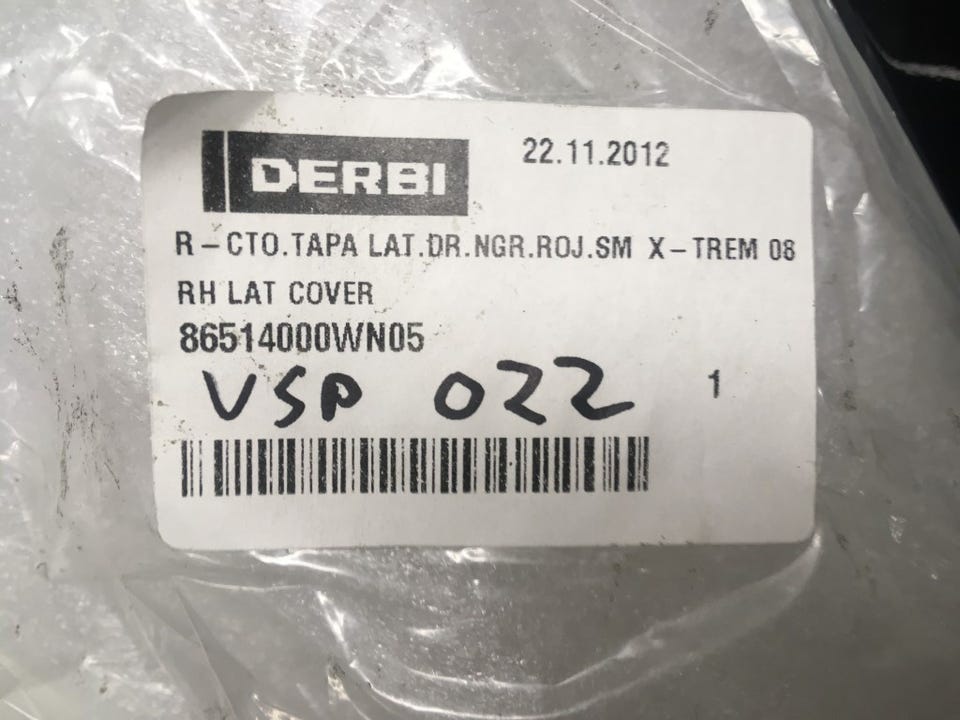 DERBI
22.11.2012
R-CTO.TAPA LAT.DR.NGR.ROJ.SM X-TREM 08
RH LAT COVER
86514000WN05
VSP 022
1